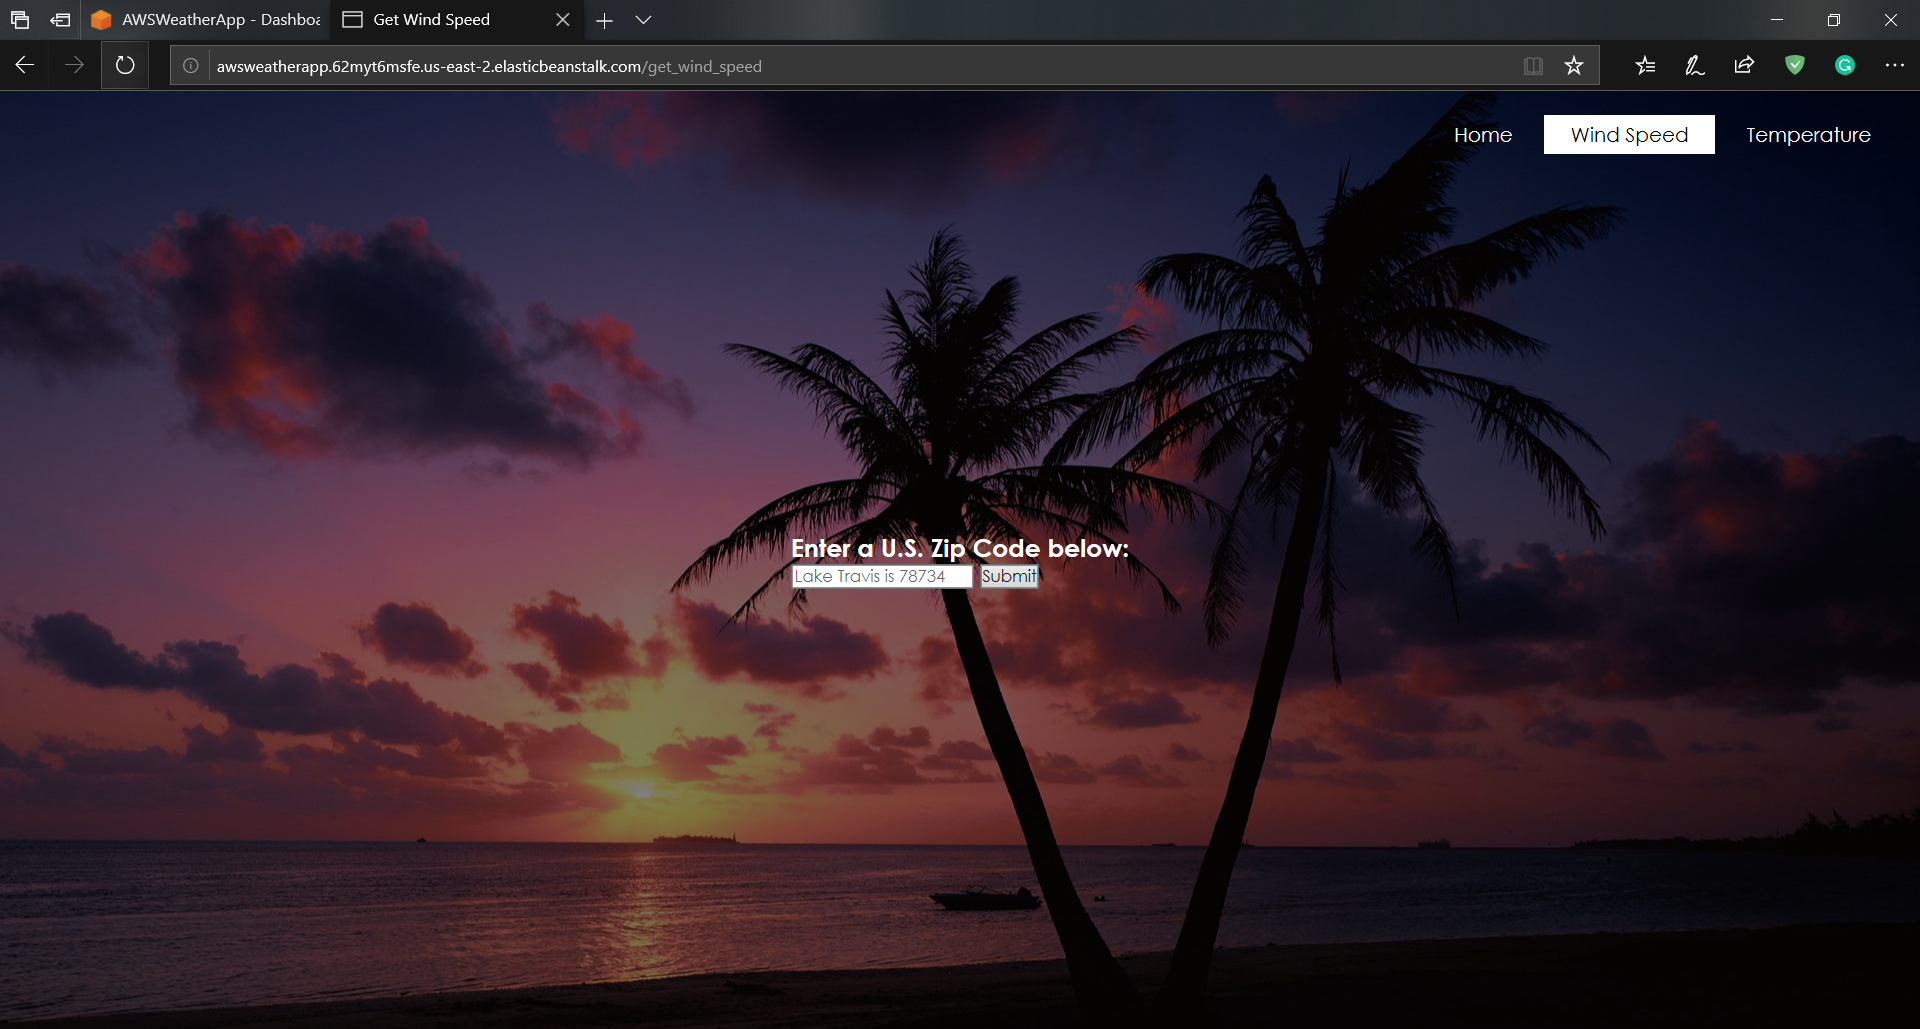 AWSWeatherApp - Dashboa
Get Wind Speed
awsweatherapp.62myt6msfe.us-east-2.elasticbeanstalk.com/get_wind_speed
Home
Wind Speed
Temperature
Enter a U.S. Zip Code below:
Lake Travis is 78734
Submit